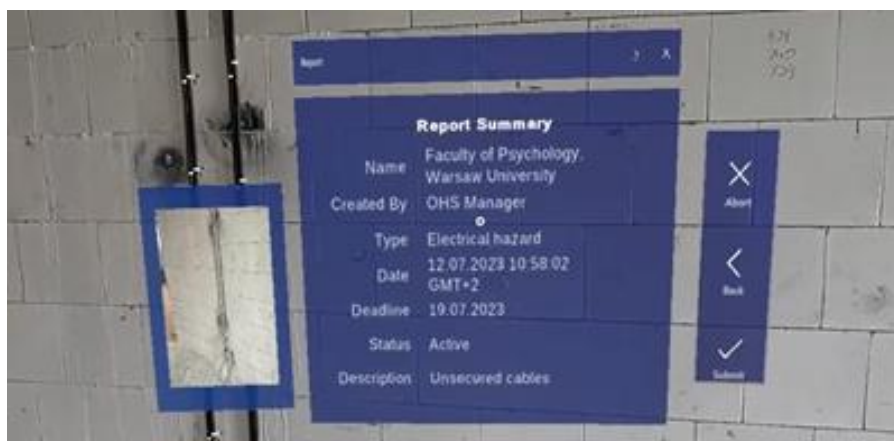 Report
? X
Report Summary
Name Faculty of Psychology.
Warsaw University
Created By OHS Manager
Type Electrical hazard
Date 12.07.2023 10:58:02
GMT+2
Deadline 19.07.2023
Status Active
Description Unsecured cables
Abort
Back
Submit